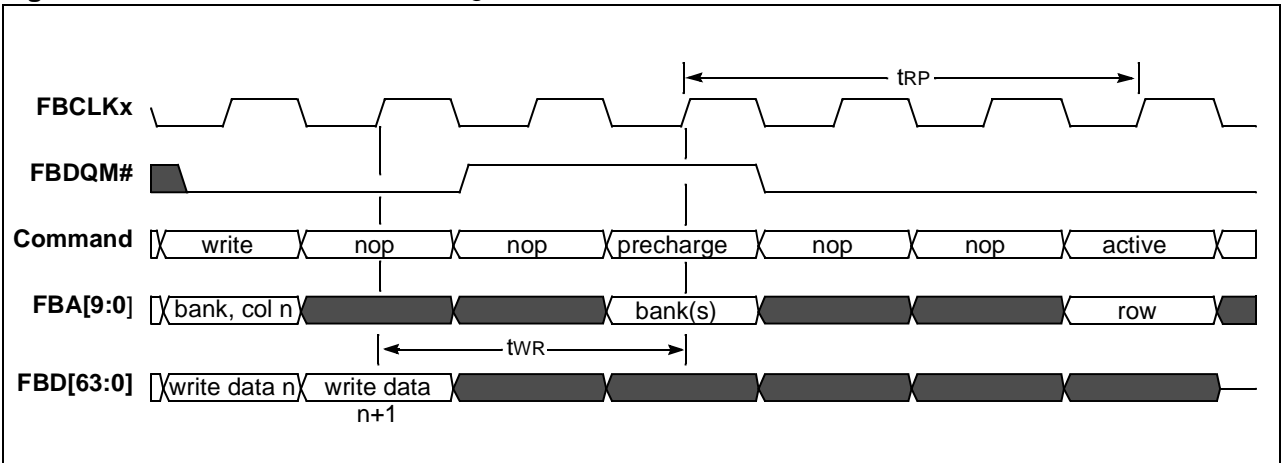 tRP
FBCLKx
FBDQM#
Command write nop nop precharge nop nop active
FBA[9:0] bank, col n bank(s) row
tWR
FBD[63:0] write data n write data
n+1